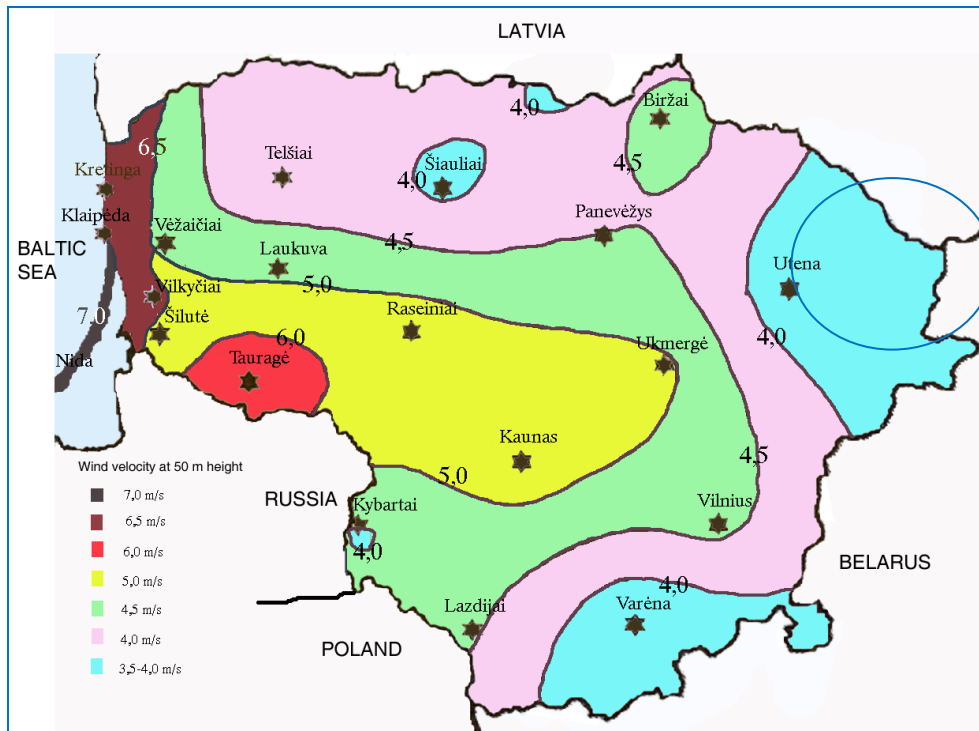 LATVIA
4,0
Biržai
6,5
Telšiai
Šiauliai
4,5
Kretinga
4,0
Klaipėda
Panevėžys
Vėžaičiai
4,5
BALTIC
SEA
Laukuva
Utena
5,0
Vilkyčiai
Raseiniai
7,0
Šilutė
6,0
4,0
Ukmergė
Nida
Tauragė
Kaunas
4,5
Wind velocity at 50 m height
5,0
7,0 m/s
RUSSIA
Kybartai
Vilnius
6,5 m/s
6,0 m/s
4,0
BELARUS
5,0 m/s
4,0
4,5 m/s
Lazdijai
Varėna
4,0 m/s
POLAND
3,5-4,0 m/s